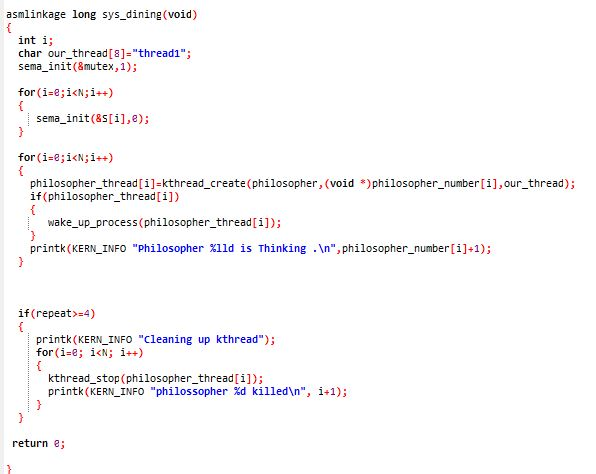 asmlinkage long sys_dining(void)
{
int i;
char our_thread[8]="thread1";
sema_init(&mutex,1);
for(i=0;i<N;i++)
{
sema_init(&S[i],0);
}
for(i=0;i<N;i++)
{
philosopher_thread[i]=kthread_create(philosopher,(void *)philosopher_number[i],our_thread);
if(philosopher_thread[i])
{
wake_up_process(philosopher_thread[i]);
}
printk(KERN_INFO "Philosopher %lld is Thinking .\n",philosopher_number[i]+1);
}
if(repeat>=4)
{
printk(KERN_INFO "Cleaning up kthread");
for(i=0; i<N; i++)
{
kthread_stop(philosopher_thread[i]);
printk(KERN_INFO "philossopher %d killed\n", i+1);
}
}
return 0;
}